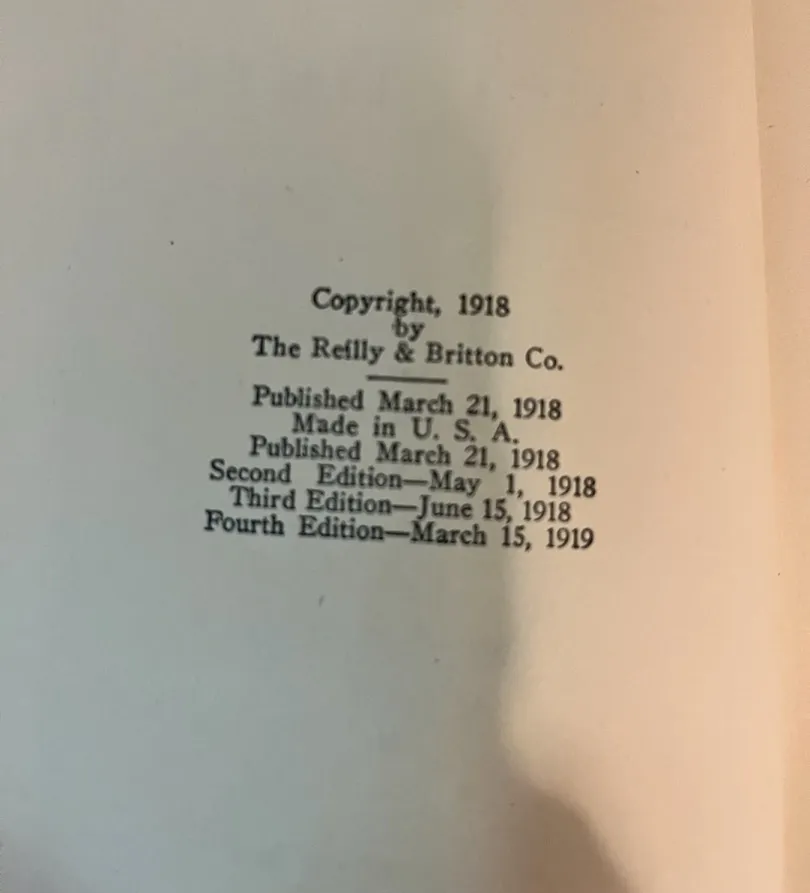 Copyright, 1918
by
The Reilly & Britton Co.
Published March 21, 1918
Made in U. S. A.
Published March 21, 1918
Second Edition—May 1, 1918
Third Edition—June 15, 1918
Fourth Edition—March 15, 1919